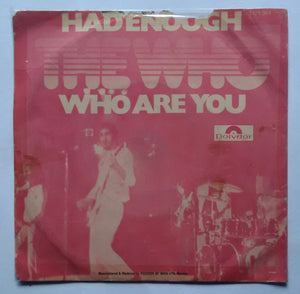 HAD ENOUGH
THE WHO
WHO ARE YOU
Polydor